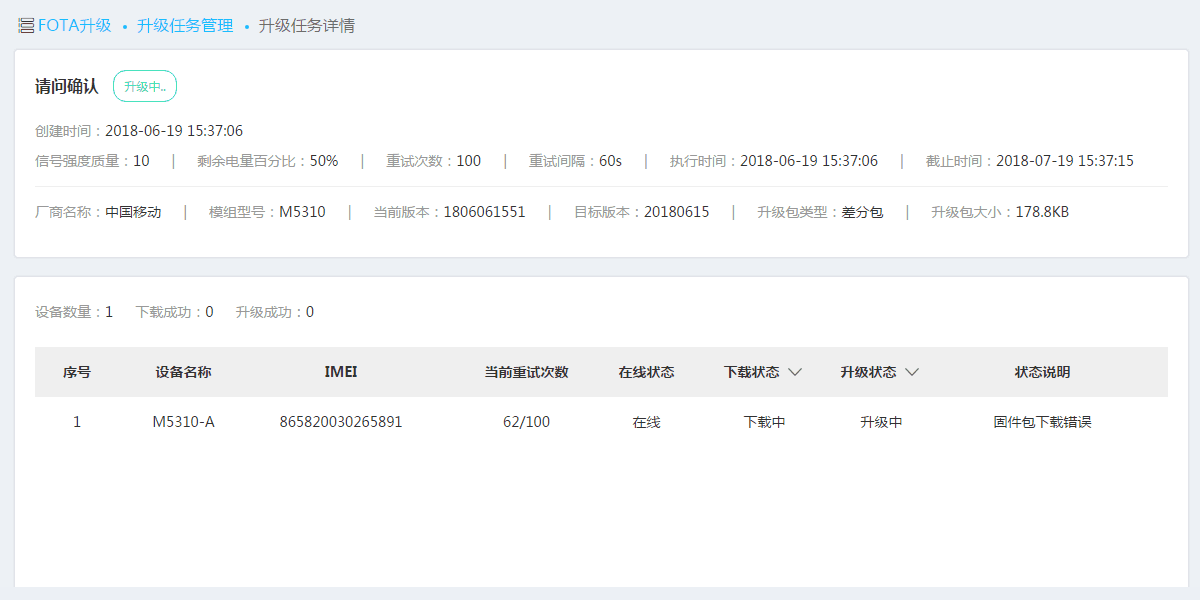 FOTA升级 • 升级任务管理 • 升级任务详情
请问确认 升级中..
创建时间：2018-06-19 15:37:06
信号强度质量：10 | 剩余电量百分比：50% | 重试次数：100 | 重试间隔：60s | 执行时间：2018-06-19 15:37:06 | 截止时间：2018-07-19 15:37:15
厂商名称：中国移动 | 模组型号：M5310 | 当前版本：1806061551 | 目标版本：20180615 | 升级包类型：差分包 | 升级包大小：178.8KB
设备数量：1 下载成功：0 升级成功：0
序号 设备名称 IMEI 当前重试次数 在线状态 下载状态 升级状态 状态说明
1 M5310-A 865820030265891 62/100 在线 下载中 升级中 固件包下载错误